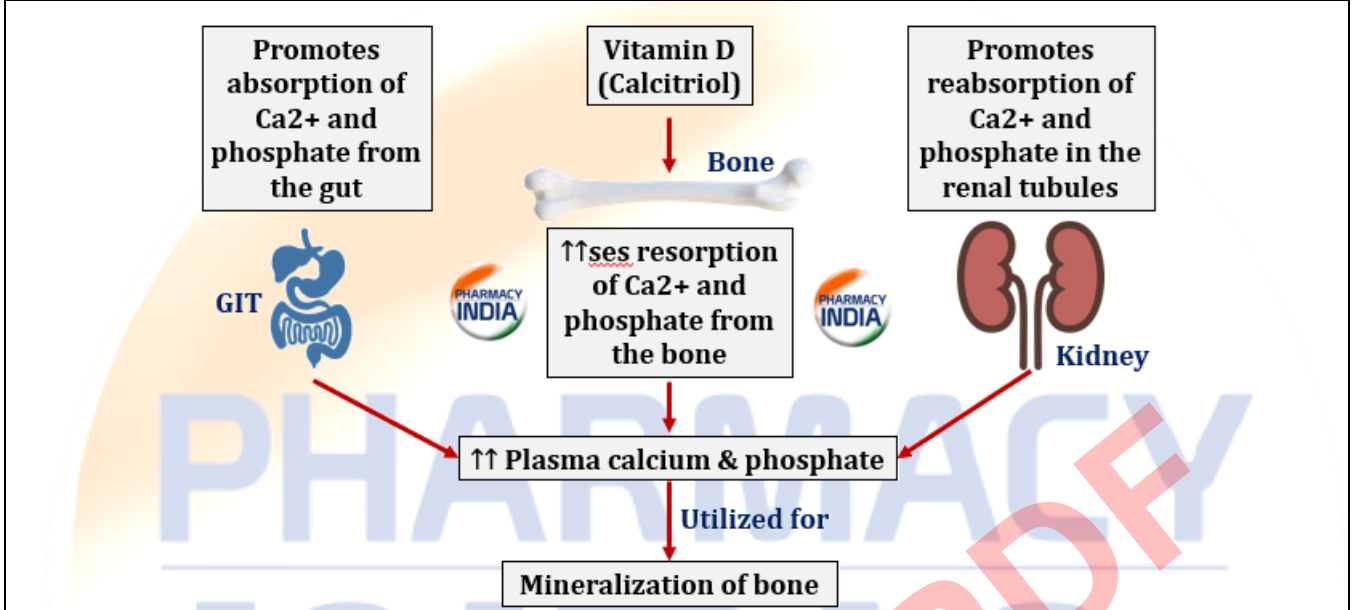 Promotes
absorption of
Ca2+ and
phosphate from
the gut
Vitamin D
(Calcitriol)
Promotes
reabsorption of
Ca2+ and
phosphate in the
renal tubules
Bone
↑↑ses resorption
of Ca2+ and
phosphate from
the bone
GIT
PHARMACY
INDIA
PHARMACY
INDIA
Kidney
↑↑ Plasma calcium & phosphate
Utilized for
Mineralization of bone
PHARMACY
PDF